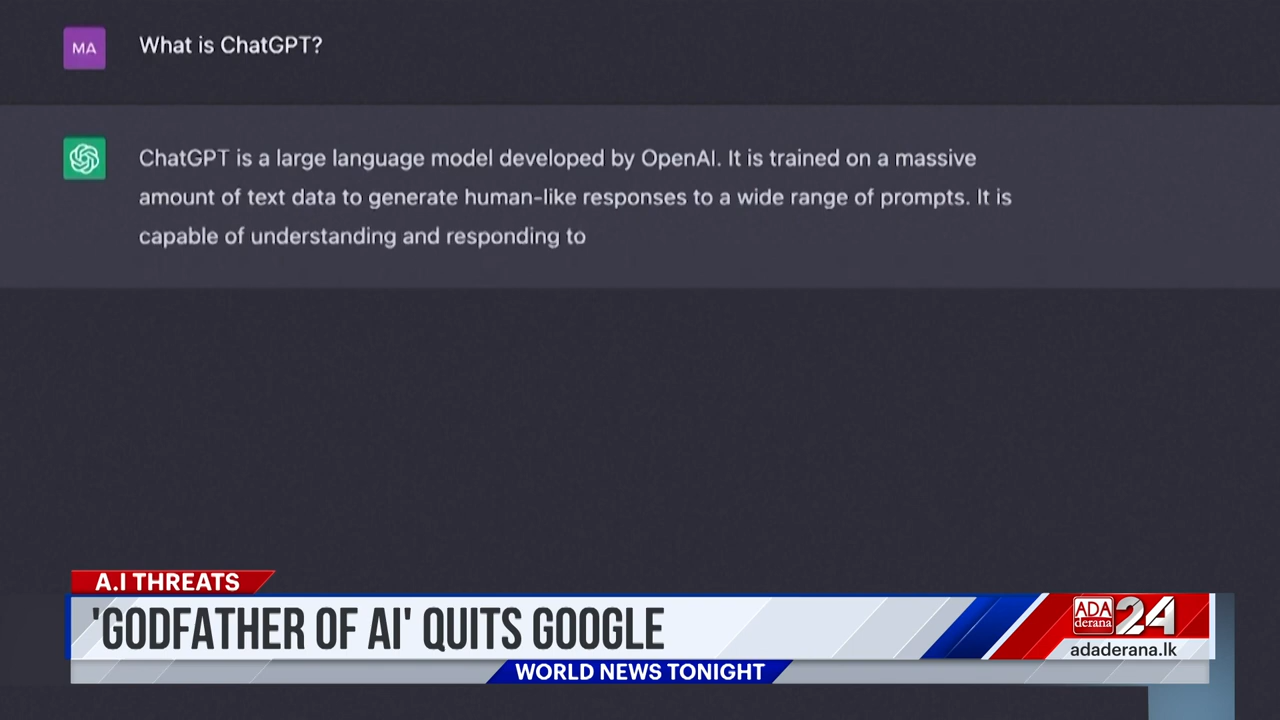 MA
What is ChatGPT?
ChatGPT is a large language model developed by OpenAI. It is trained on a massive
amount of text data to generate human-like responses to a wide range of prompts. It is
capable of understanding and responding to
A.I THREATS
'GODFATHER OF AI' QUITS GOOGLE
ADA
derana
24
adaderana.lk
WORLD NEWS TONIGHT